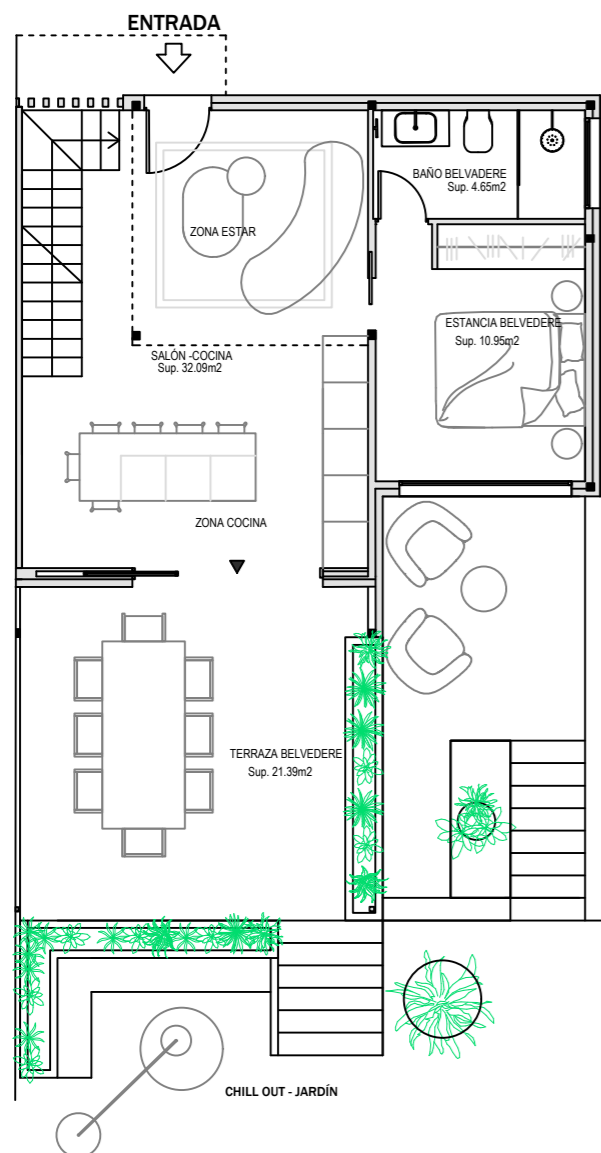 ENTRADA
BAÑO BELVADERE
Sup. 4.65m2
ZONA ESTAR
ESTANCIA BELVEDERE
Sup. 10.95m2
SALÓN -COCINA
Sup. 32.09m2
ZONA COCINA
TERRAZA BELVEDERE
Sup. 21.39m2
CHILL OUT - JARDÍN